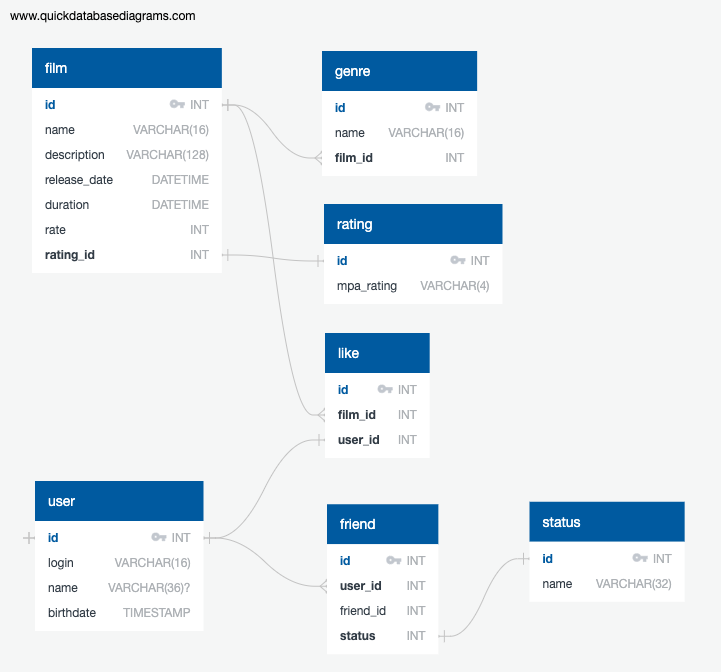 www.quickdatabasediagrams.com
film
id INT
name VARCHAR(16)
description VARCHAR(128)
release_date DATETIME
duration DATETIME
rate INT
rating_id INT
genre
id INT
name VARCHAR(16)
film_id INT
rating
id INT
mpa_rating VARCHAR(4)
like
id INT
film_id INT
user_id INT
user
id INT
login VARCHAR(16)
name VARCHAR(36)?
birthdate TIMESTAMP
friend
id INT
user_id INT
friend_id INT
status INT
status
id INT
name VARCHAR(32)